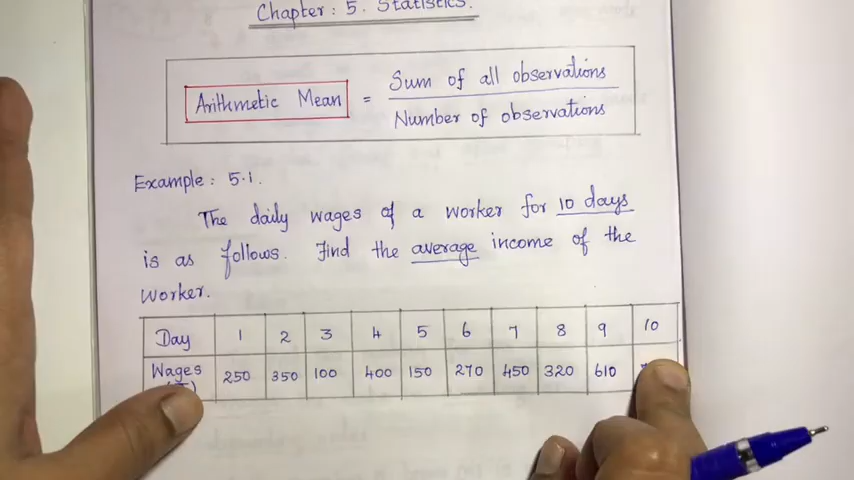 Chapter : 5. Statistics.
Arithmetic Mean = Sum of all observations / Number of observations
Example : 5.1.
The daily wages of a worker for 10 days
is as follows. Find the average income of the
worker.
Day 1 2 3 4 5 6 7 8 9 10
Wages 250 350 100 400 150 270 450 320 610